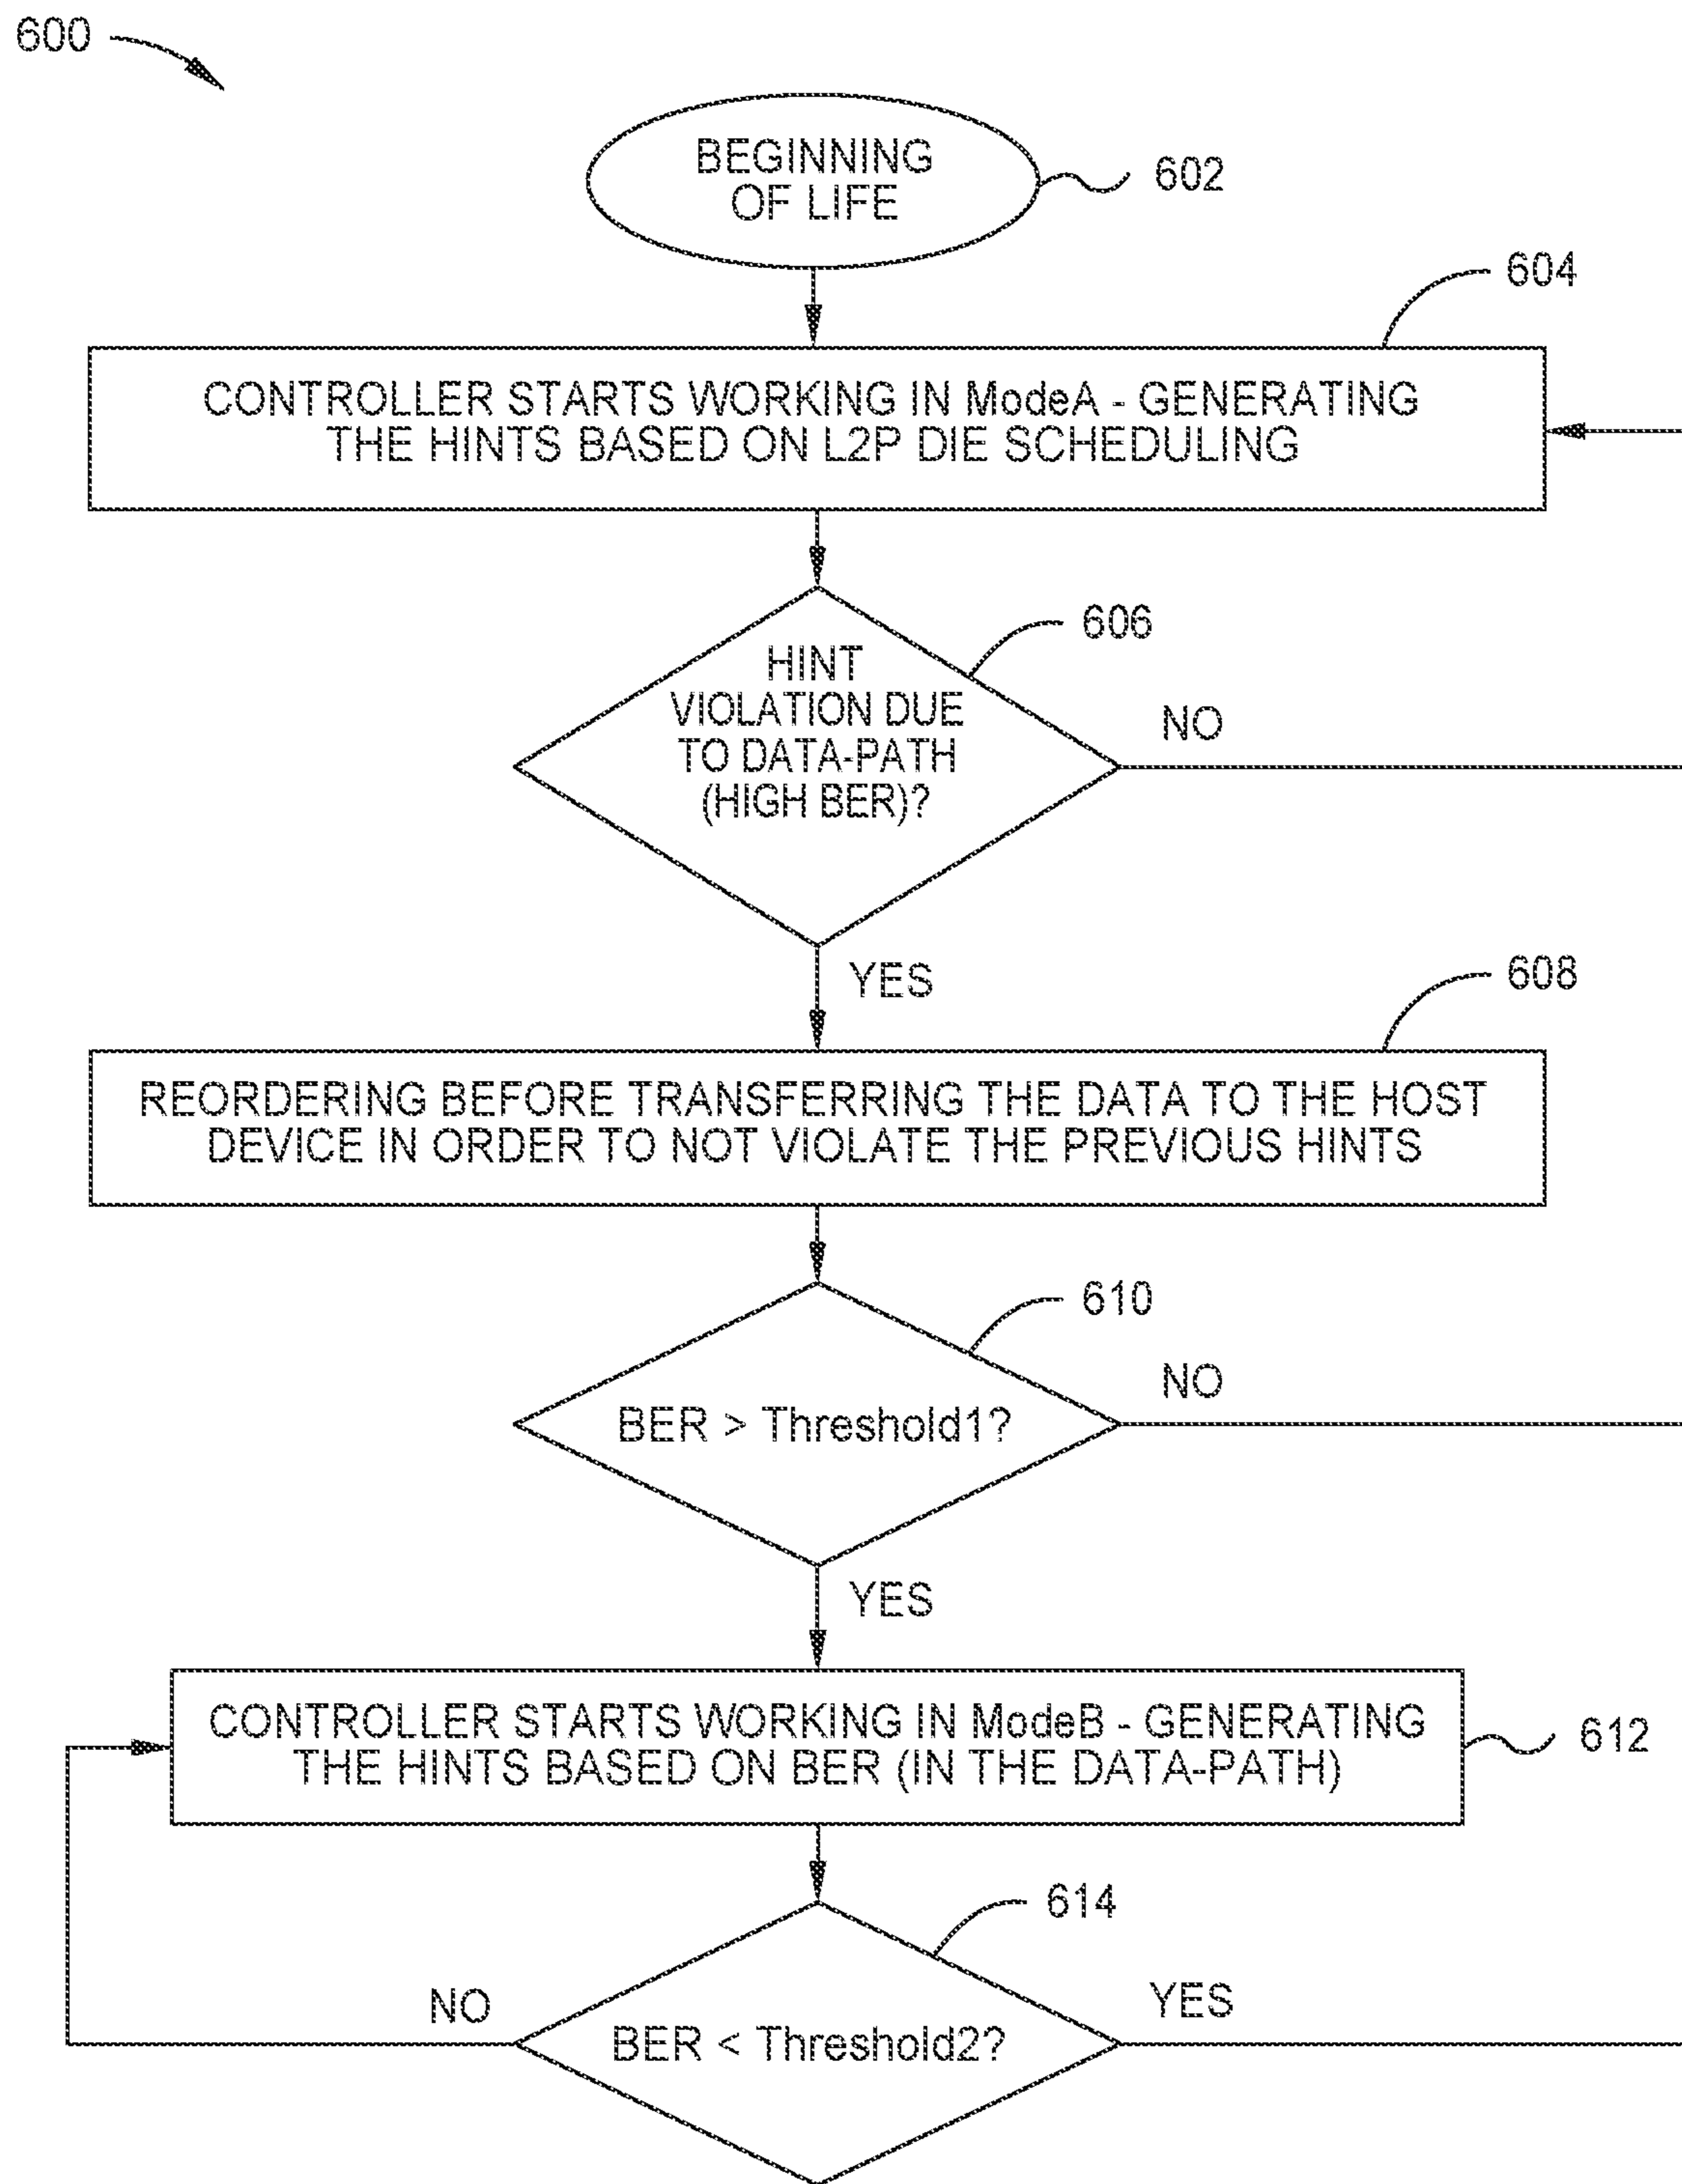 600
BEGINNING
OF LIFE
602
604
CONTROLLER STARTS WORKING IN ModeA - GENERATING
THE HINTS BASED ON L2P DIE SCHEDULING
606
HINT
VIOLATION DUE
TO DATA-PATH
(HIGH BER)?
NO
YES
608
REORDERING BEFORE TRANSFERRING THE DATA TO THE HOST
DEVICE IN ORDER TO NOT VIOLATE THE PREVIOUS HINTS
610
BER > Threshold1?
NO
YES
CONTROLLER STARTS WORKING IN ModeB - GENERATING
THE HINTS BASED ON BER (IN THE DATA-PATH)
612
614
NO
BER < Threshold2?
YES